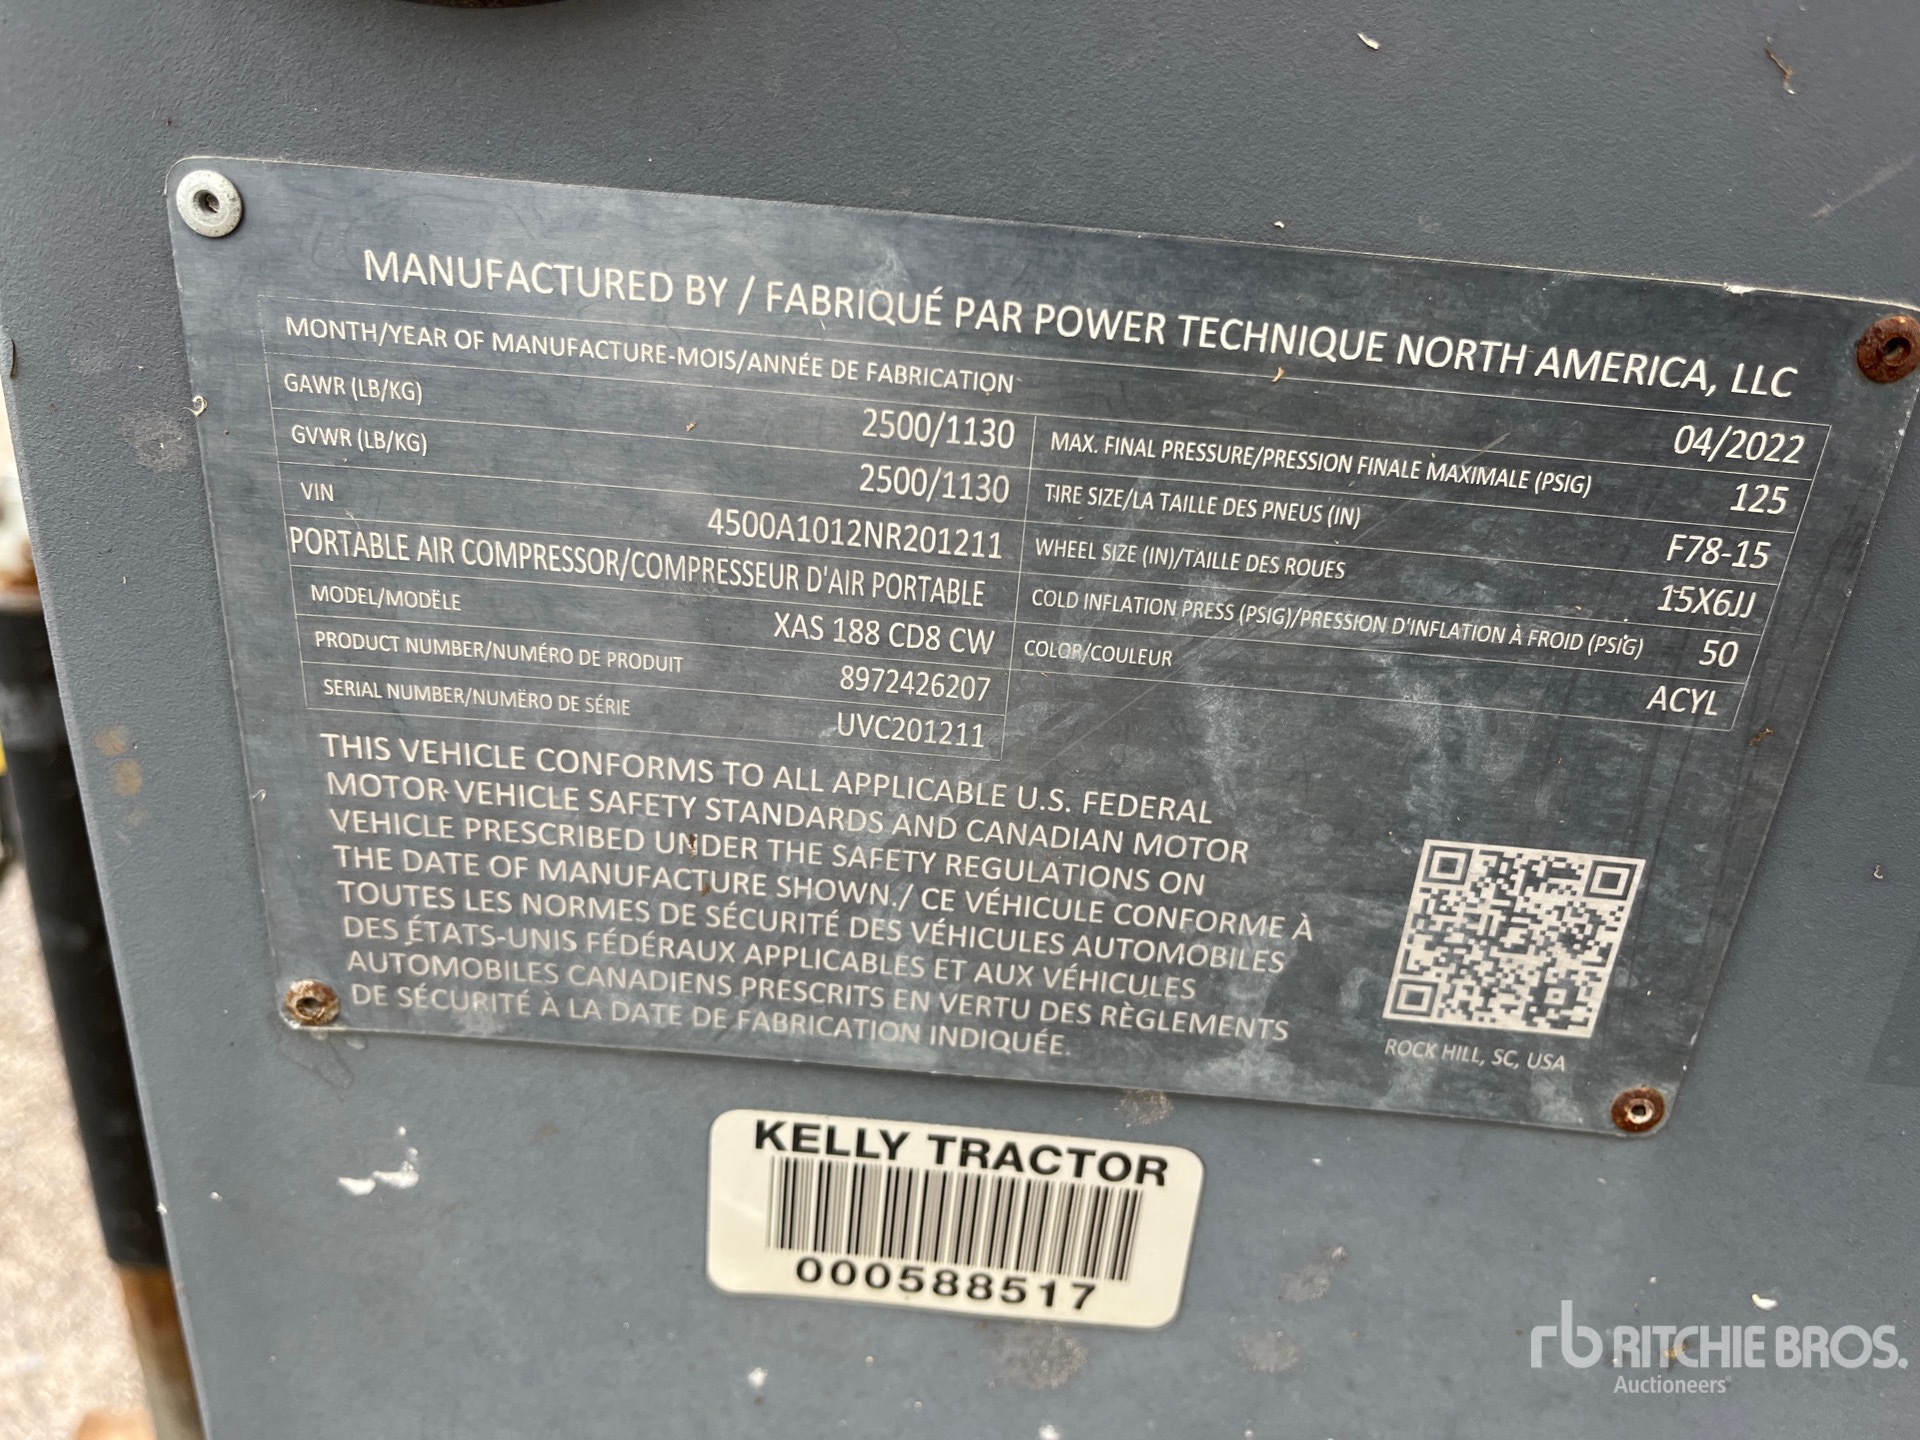 MANUFACTURED BY / FABRIQUÉ PAR POWER TECHNIQUE NORTH AMERICA, LLC
MONTH/YEAR OF MANUFACTURE-MOIS/ANNÉE DE FABRICATION 04/2022
GAWR (LB/KG) 2500/1130
GVWR (LB/KG) 2500/1130
VIN 4500A1012NR201211
PORTABLE AIR COMPRESSOR/COMPRESSEUR D'AIR PORTABLE
MODEL/MODËLE XAS 188 CD8 CW
PRODUCT NUMBER/NUMÉRO DE PRODUIT 8972426207
SERIAL NUMBER/NUMËRO DE SÉRIE UVC201211
MAX. FINAL PRESSURE/PRESSION FINALE MAXIMALE (PSIG) 125
TIRE SIZE/LA TAILLE DES PNEUS (IN) F78-15
WHEEL SIZE (IN)/TAILLE DES ROUES 15X6JJ
COLD INFLATION PRESS (PSIG)/PRESSION D'INFLATION À FROID (PSIG) 50
COLOR/COULEUR ACYL
THIS VEHICLE CONFORMS TO ALL APPLICABLE U.S. FEDERAL
MOTOR VEHICLE SAFETY STANDARDS AND CANADIAN MOTOR
VEHICLE PRESCRIBED UNDER THE SAFETY REGULATIONS ON
THE DATE OF MANUFACTURE SHOWN./ CE VÉHICULE CONFORME À
TOUTES LES NORMES DE SÉCURITÉ DES VÉHICULES AUTOMOBILES
DES ÉTATS-UNIS FÉDÉRAUX APPLICABLES ET AUX VÉHICULES
AUTOMOBILES CANADIENS PRESCRITS EN VERTU DES RÈGLEMENTS
DE SÉCURITÉ À LA DATE DE FABRICATION INDIQUÉE.
ROCK HILL, SC, USA
KELLY TRACTOR
000588517
rb RITCHIE BROS.
Auctioneers